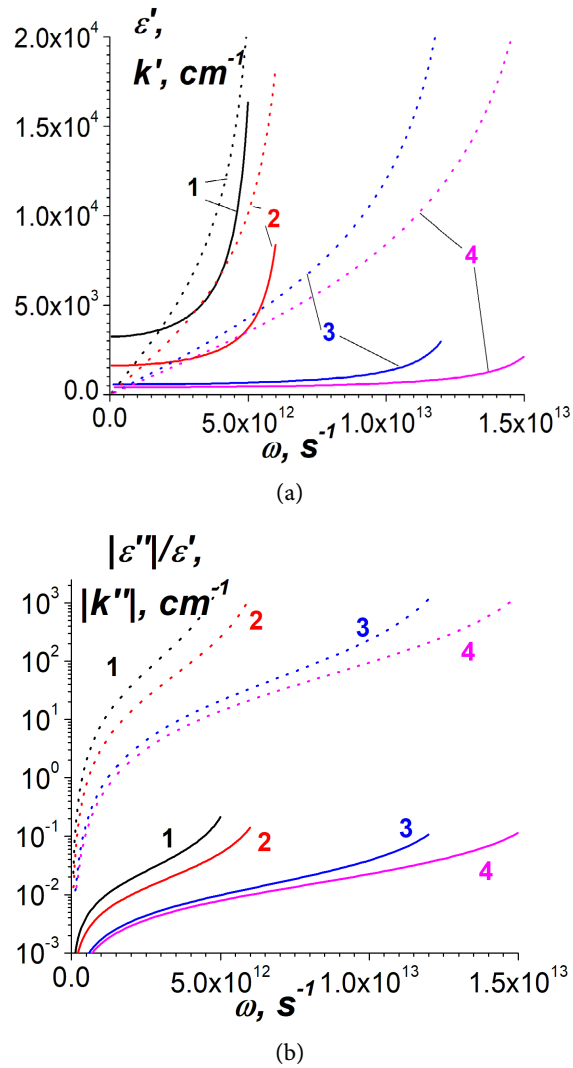 ε',
k', cm⁻¹
2.0x10⁴
1.5x10⁴
1.0x10⁴
5.0x10³
0.0
1
2
3
4
0.0 5.0x10¹² 1.0x10¹³ 1.5x10¹³
ω, s⁻¹
(a)
|ε''|/ε',
|k''|, cm⁻¹
10³
10²
10¹
10⁰
10⁻¹
10⁻²
10⁻³
1
2
3
4
1
2
3
4
0.0 5.0x10¹² 1.0x10¹³ 1.5x10¹³
ω, s⁻¹
(b)